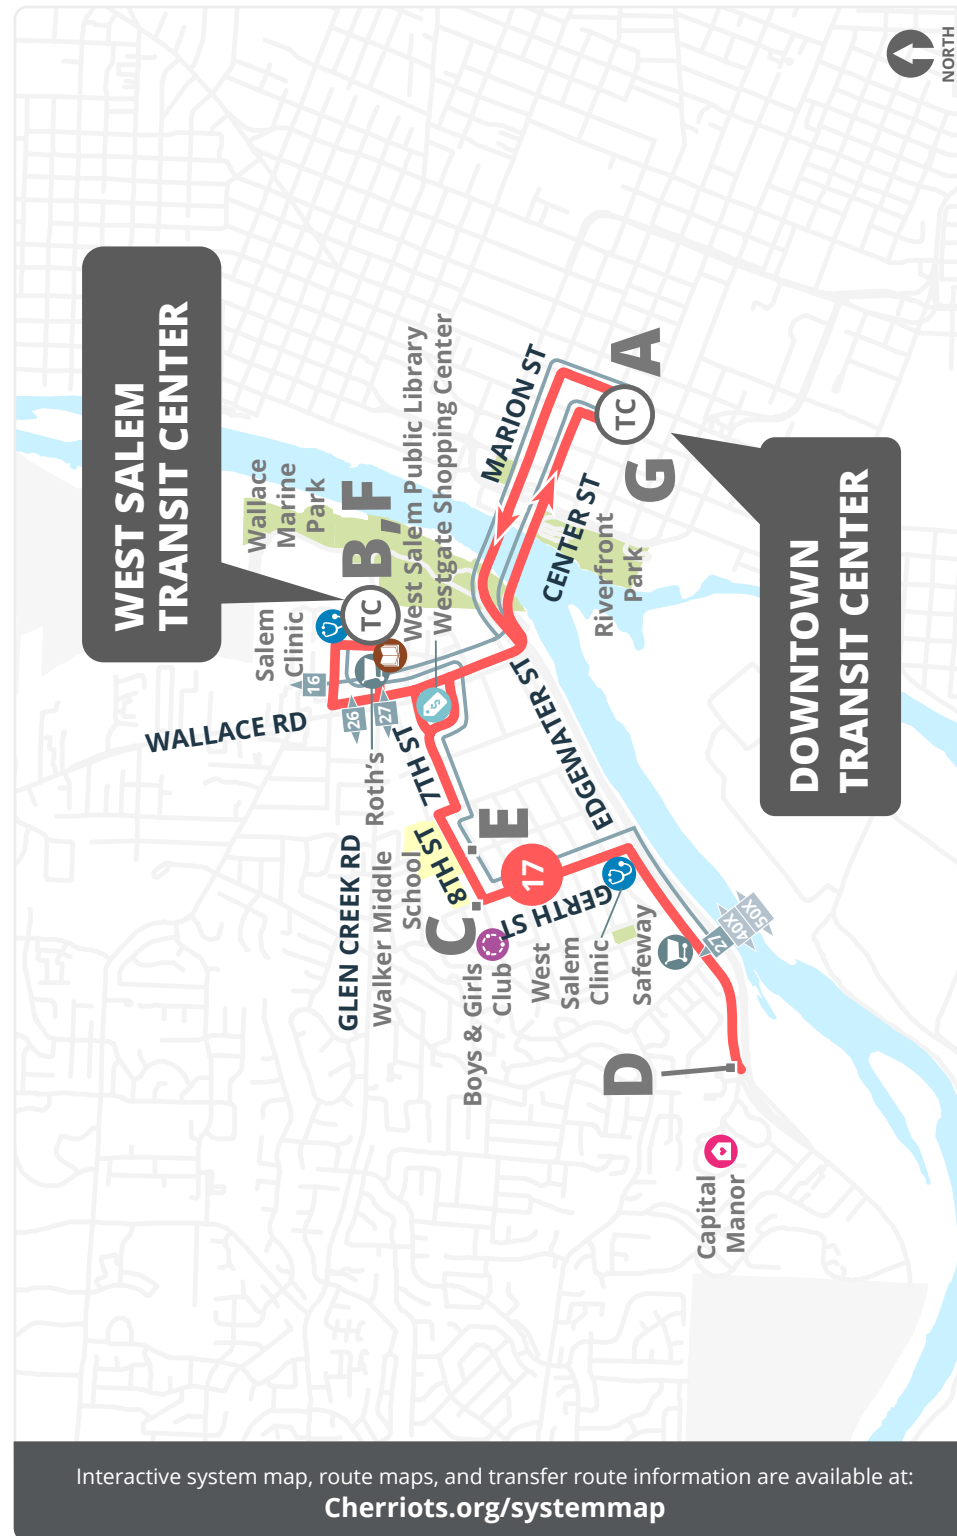 NORTH
WEST SALEM
TRANSIT CENTER
Wallace
Marine
Park
Salem
Clinic
TC
B,F
West Salem Public Library
Westgate Shopping Center
MARION ST
A
TC
G
CENTER ST
Riverfront
Park
DOWNTOWN
TRANSIT CENTER
16
26
27
WALLACE RD
Roth's
7TH ST
EDGEWATER ST
GLEN CREEK RD
Walker Middle
School
8TH ST
E
C
17
GERTH ST
Boys & Girls
Club
West
Salem
Clinic
Safeway
27
40X
50X
D
Capital
Manor
Interactive system map, route maps, and transfer route information are available at:
Cherriots.org/systemmap